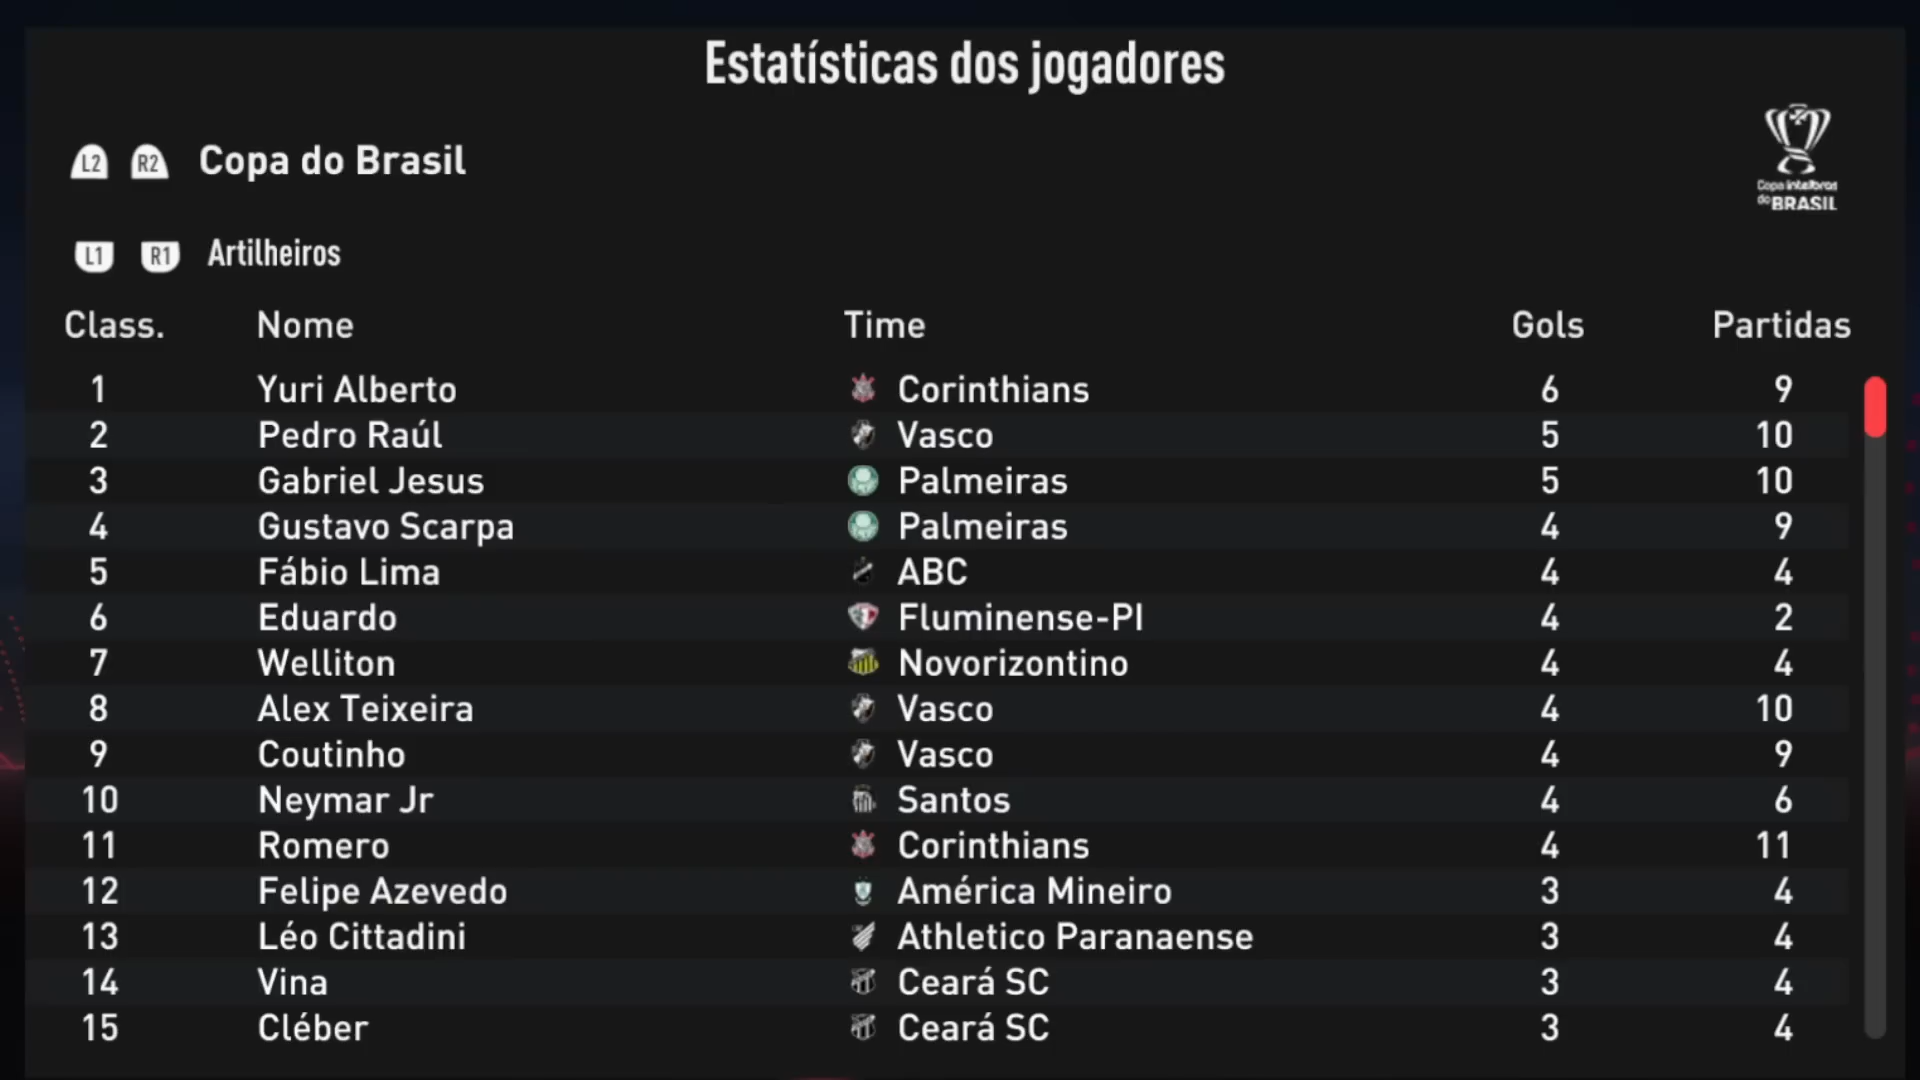 Estatísticas dos jogadores
L2 R2 Copa do Brasil
Copa intelbras
do BRASIL
L1 R1 Artilheiros
Class. Nome Time Gols Partidas
1 Yuri Alberto Corinthians 6 9
2 Pedro Raúl Vasco 5 10
3 Gabriel Jesus Palmeiras 5 10
4 Gustavo Scarpa Palmeiras 4 9
5 Fábio Lima ABC 4 4
6 Eduardo Fluminense-PI 4 2
7 Welliton Novorizontino 4 4
8 Alex Teixeira Vasco 4 10
9 Coutinho Vasco 4 9
10 Neymar Jr Santos 4 6
11 Romero Corinthians 4 11
12 Felipe Azevedo América Mineiro 3 4
13 Léo Cittadini Athletico Paranaense 3 4
14 Vina Ceará SC 3 4
15 Cléber Ceará SC 3 4